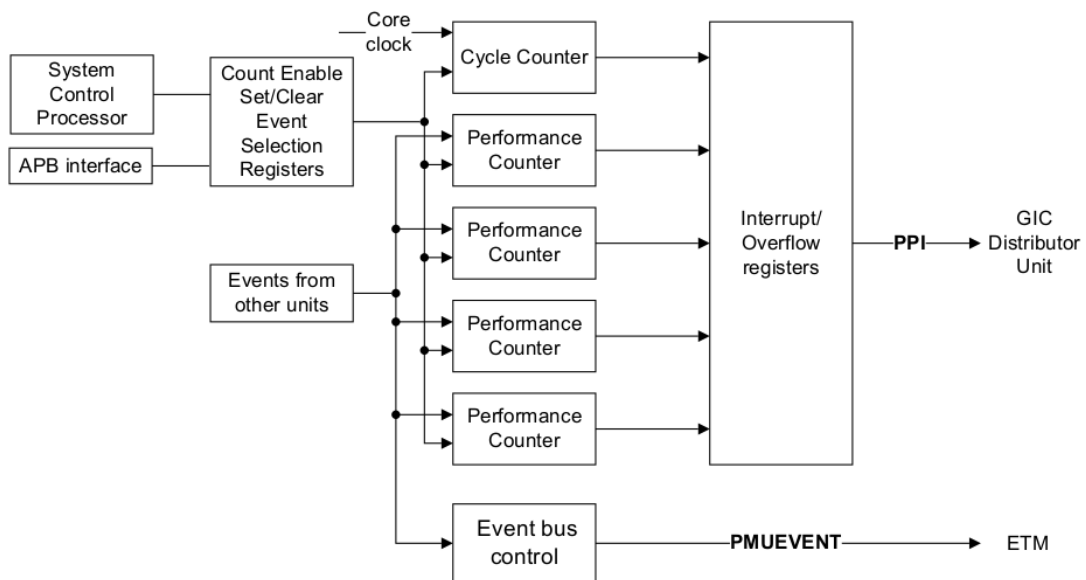 Core
clock
Cycle Counter
System
Control
Processor
Count Enable
Set/Clear
Event
Selection
Registers
APB interface
Performance
Counter
Performance
Counter
Interrupt/
Overflow
registers
PPI
GIC
Distributor
Unit
Events from
other units
Performance
Counter
Performance
Counter
Event bus
control
PMUEVENT
ETM